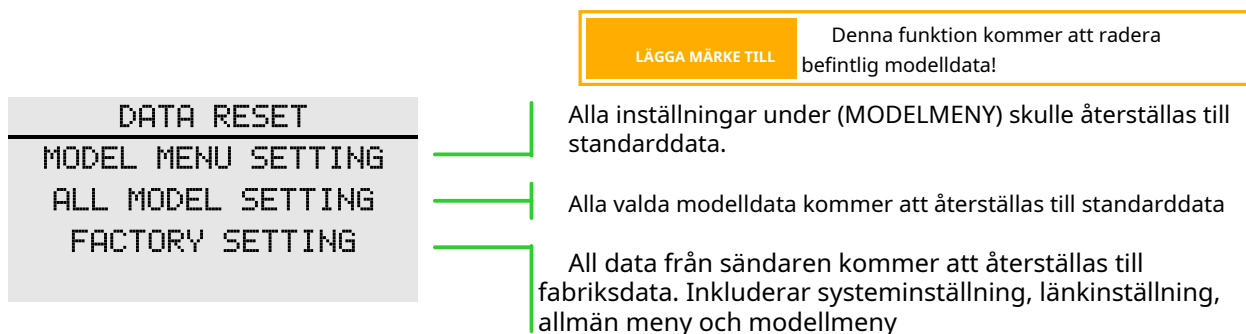 LÄGGA MÄRKE TILL
Denna funktion kommer att radera
befintlig modelldata!
DATA RESET
MODEL MENU SETTING
ALL MODEL SETTING
FACTORY SETTING
Alla inställningar under (MODELMENY) skulle återställas till
standarddata.
Alla valda modelldata kommer att återställas till standarddata
All data från sändaren kommer att återställas till
fabriksdata. Inkluderar systeminställning, länkinställning,
allmän meny och modellmeny